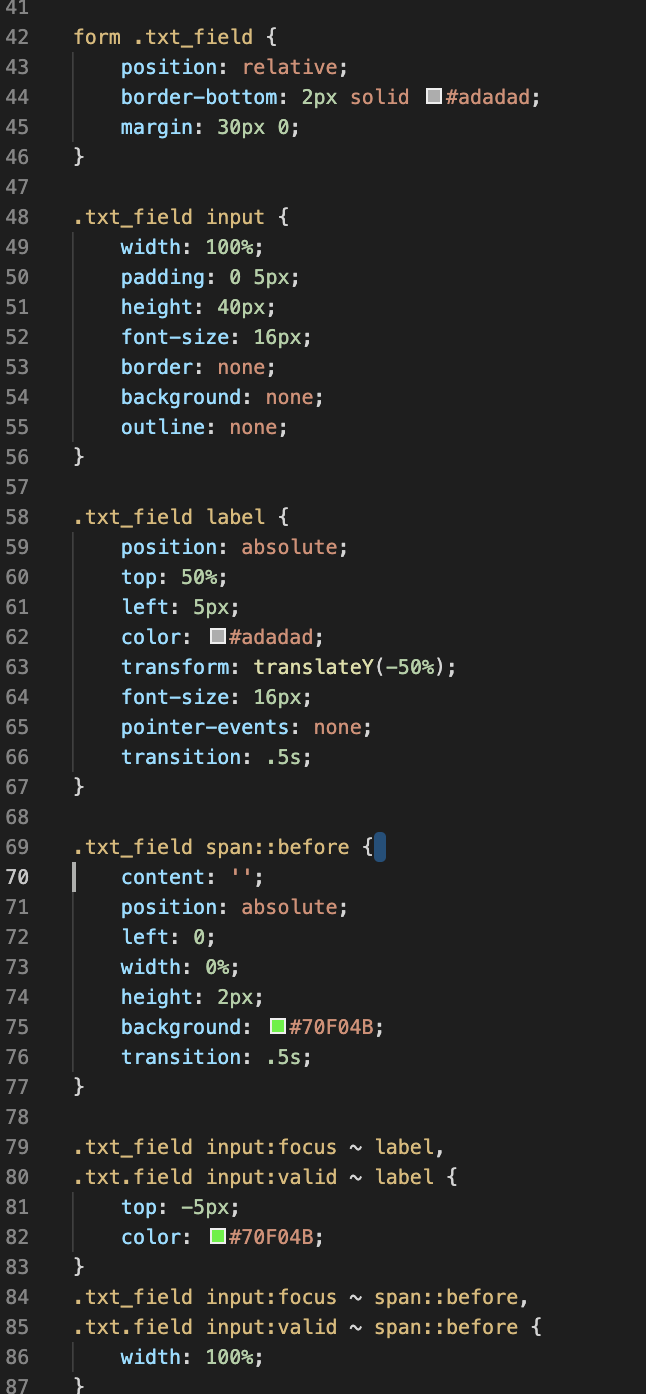 41
42 form .txt_field {
43 position: relative;
44 border-bottom: 2px solid #adadad;
45 margin: 30px 0;
46 }
47
48 .txt_field input {
49 width: 100%;
50 padding: 0 5px;
51 height: 40px;
52 font-size: 16px;
53 border: none;
54 background: none;
55 outline: none;
56 }
57
58 .txt_field label {
59 position: absolute;
60 top: 50%;
61 left: 5px;
62 color: #adadad;
63 transform: translateY(-50%);
64 font-size: 16px;
65 pointer-events: none;
66 transition: .5s;
67 }
68
69 .txt_field span::before {
70 content: '';
71 position: absolute;
72 left: 0;
73 width: 0%;
74 height: 2px;
75 background: #70F04B;
76 transition: .5s;
77 }
78
79 .txt_field input:focus ~ label,
80 .txt.field input:valid ~ label {
81 top: -5px;
82 color: #70F04B;
83 }
84 .txt_field input:focus ~ span::before,
85 .txt.field input:valid ~ span::before {
86 width: 100%;
87 }